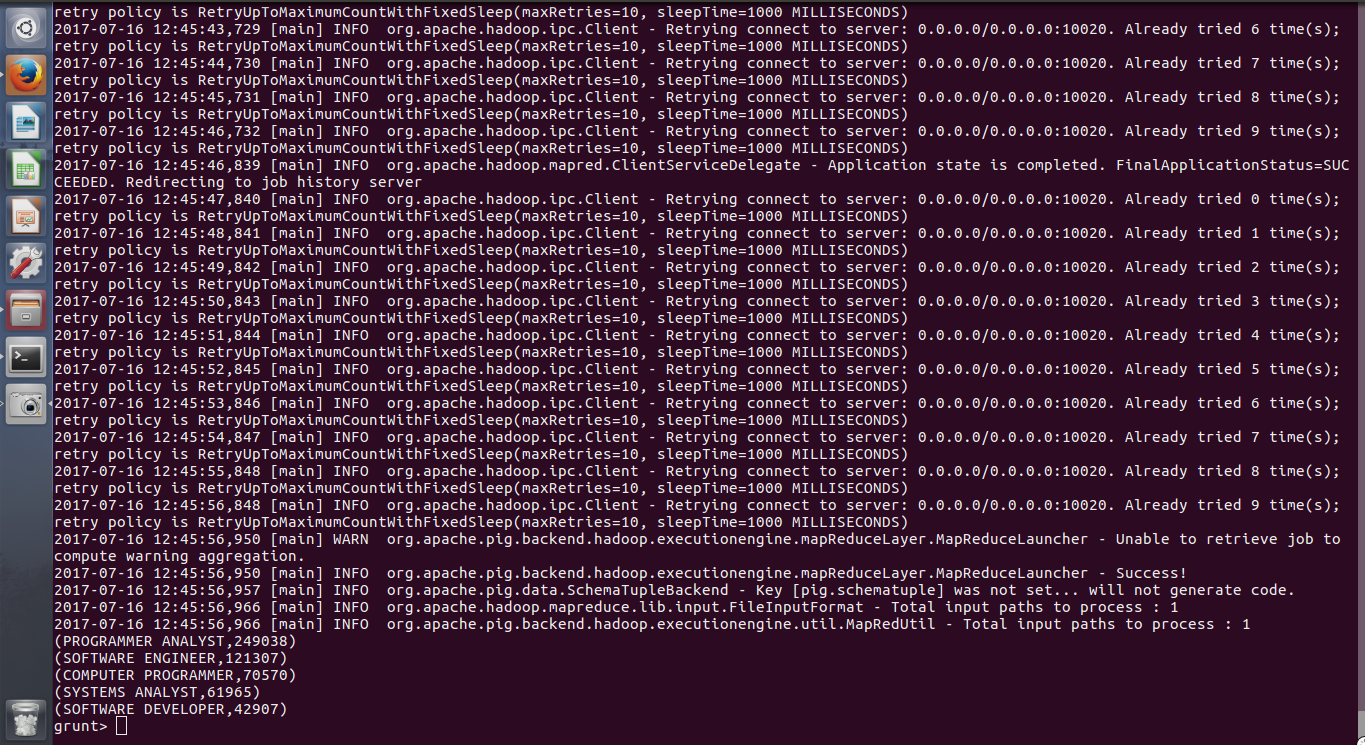 retry policy is RetryUpToMaximumCountWithFixedSleep(maxRetries=10, sleepTime=1000 MILLISECONDS)
2017-07-16 12:45:43,729 [main] INFO  org.apache.hadoop.ipc.Client - Retrying connect to server: 0.0.0.0/0.0.0.0:10020. Already tried 6 time(s);
retry policy is RetryUpToMaximumCountWithFixedSleep(maxRetries=10, sleepTime=1000 MILLISECONDS)
2017-07-16 12:45:44,730 [main] INFO  org.apache.hadoop.ipc.Client - Retrying connect to server: 0.0.0.0/0.0.0.0:10020. Already tried 7 time(s);
retry policy is RetryUpToMaximumCountWithFixedSleep(maxRetries=10, sleepTime=1000 MILLISECONDS)
2017-07-16 12:45:45,731 [main] INFO  org.apache.hadoop.ipc.Client - Retrying connect to server: 0.0.0.0/0.0.0.0:10020. Already tried 8 time(s);
retry policy is RetryUpToMaximumCountWithFixedSleep(maxRetries=10, sleepTime=1000 MILLISECONDS)
2017-07-16 12:45:46,732 [main] INFO  org.apache.hadoop.ipc.Client - Retrying connect to server: 0.0.0.0/0.0.0.0:10020. Already tried 9 time(s);
retry policy is RetryUpToMaximumCountWithFixedSleep(maxRetries=10, sleepTime=1000 MILLISECONDS)
2017-07-16 12:45:46,839 [main] INFO  org.apache.hadoop.mapred.ClientServiceDelegate - Application state is completed. FinalApplicationStatus=SUC
CEEDED. Redirecting to job history server
2017-07-16 12:45:47,840 [main] INFO  org.apache.hadoop.ipc.Client - Retrying connect to server: 0.0.0.0/0.0.0.0:10020. Already tried 0 time(s);
retry policy is RetryUpToMaximumCountWithFixedSleep(maxRetries=10, sleepTime=1000 MILLISECONDS)
2017-07-16 12:45:48,841 [main] INFO  org.apache.hadoop.ipc.Client - Retrying connect to server: 0.0.0.0/0.0.0.0:10020. Already tried 1 time(s);
retry policy is RetryUpToMaximumCountWithFixedSleep(maxRetries=10, sleepTime=1000 MILLISECONDS)
2017-07-16 12:45:49,842 [main] INFO  org.apache.hadoop.ipc.Client - Retrying connect to server: 0.0.0.0/0.0.0.0:10020. Already tried 2 time(s);
retry policy is RetryUpToMaximumCountWithFixedSleep(maxRetries=10, sleepTime=1000 MILLISECONDS)
2017-07-16 12:45:50,843 [main] INFO  org.apache.hadoop.ipc.Client - Retrying connect to server: 0.0.0.0/0.0.0.0:10020. Already tried 3 time(s);
retry policy is RetryUpToMaximumCountWithFixedSleep(maxRetries=10, sleepTime=1000 MILLISECONDS)
2017-07-16 12:45:51,844 [main] INFO  org.apache.hadoop.ipc.Client - Retrying connect to server: 0.0.0.0/0.0.0.0:10020. Already tried 4 time(s);
retry policy is RetryUpToMaximumCountWithFixedSleep(maxRetries=10, sleepTime=1000 MILLISECONDS)
2017-07-16 12:45:52,845 [main] INFO  org.apache.hadoop.ipc.Client - Retrying connect to server: 0.0.0.0/0.0.0.0:10020. Already tried 5 time(s);
retry policy is RetryUpToMaximumCountWithFixedSleep(maxRetries=10, sleepTime=1000 MILLISECONDS)
2017-07-16 12:45:53,846 [main] INFO  org.apache.hadoop.ipc.Client - Retrying connect to server: 0.0.0.0/0.0.0.0:10020. Already tried 6 time(s);
retry policy is RetryUpToMaximumCountWithFixedSleep(maxRetries=10, sleepTime=1000 MILLISECONDS)
2017-07-16 12:45:54,847 [main] INFO  org.apache.hadoop.ipc.Client - Retrying connect to server: 0.0.0.0/0.0.0.0:10020. Already tried 7 time(s);
retry policy is RetryUpToMaximumCountWithFixedSleep(maxRetries=10, sleepTime=1000 MILLISECONDS)
2017-07-16 12:45:55,848 [main] INFO  org.apache.hadoop.ipc.Client - Retrying connect to server: 0.0.0.0/0.0.0.0:10020. Already tried 8 time(s);
retry policy is RetryUpToMaximumCountWithFixedSleep(maxRetries=10, sleepTime=1000 MILLISECONDS)
2017-07-16 12:45:56,848 [main] INFO  org.apache.hadoop.ipc.Client - Retrying connect to server: 0.0.0.0/0.0.0.0:10020. Already tried 9 time(s);
retry policy is RetryUpToMaximumCountWithFixedSleep(maxRetries=10, sleepTime=1000 MILLISECONDS)
2017-07-16 12:45:56,950 [main] WARN  org.apache.pig.backend.hadoop.executionengine.mapReduceLayer.MapReduceLauncher - Unable to retrieve job to
compute warning aggregation.
2017-07-16 12:45:56,950 [main] INFO  org.apache.pig.backend.hadoop.executionengine.mapReduceLayer.MapReduceLauncher - Success!
2017-07-16 12:45:56,957 [main] INFO  org.apache.pig.data.SchemaTupleBackend - Key [pig.schematuple] was not set... will not generate code.
2017-07-16 12:45:56,966 [main] INFO  org.apache.hadoop.mapreduce.lib.input.FileInputFormat - Total input paths to process : 1
2017-07-16 12:45:56,966 [main] INFO  org.apache.pig.backend.hadoop.executionengine.util.MapRedUtil - Total input paths to process : 1
(PROGRAMMER ANALYST,249038)
(SOFTWARE ENGINEER,121307)
(COMPUTER PROGRAMMER,70570)
(SYSTEMS ANALYST,61965)
(SOFTWARE DEVELOPER,42907)
grunt>